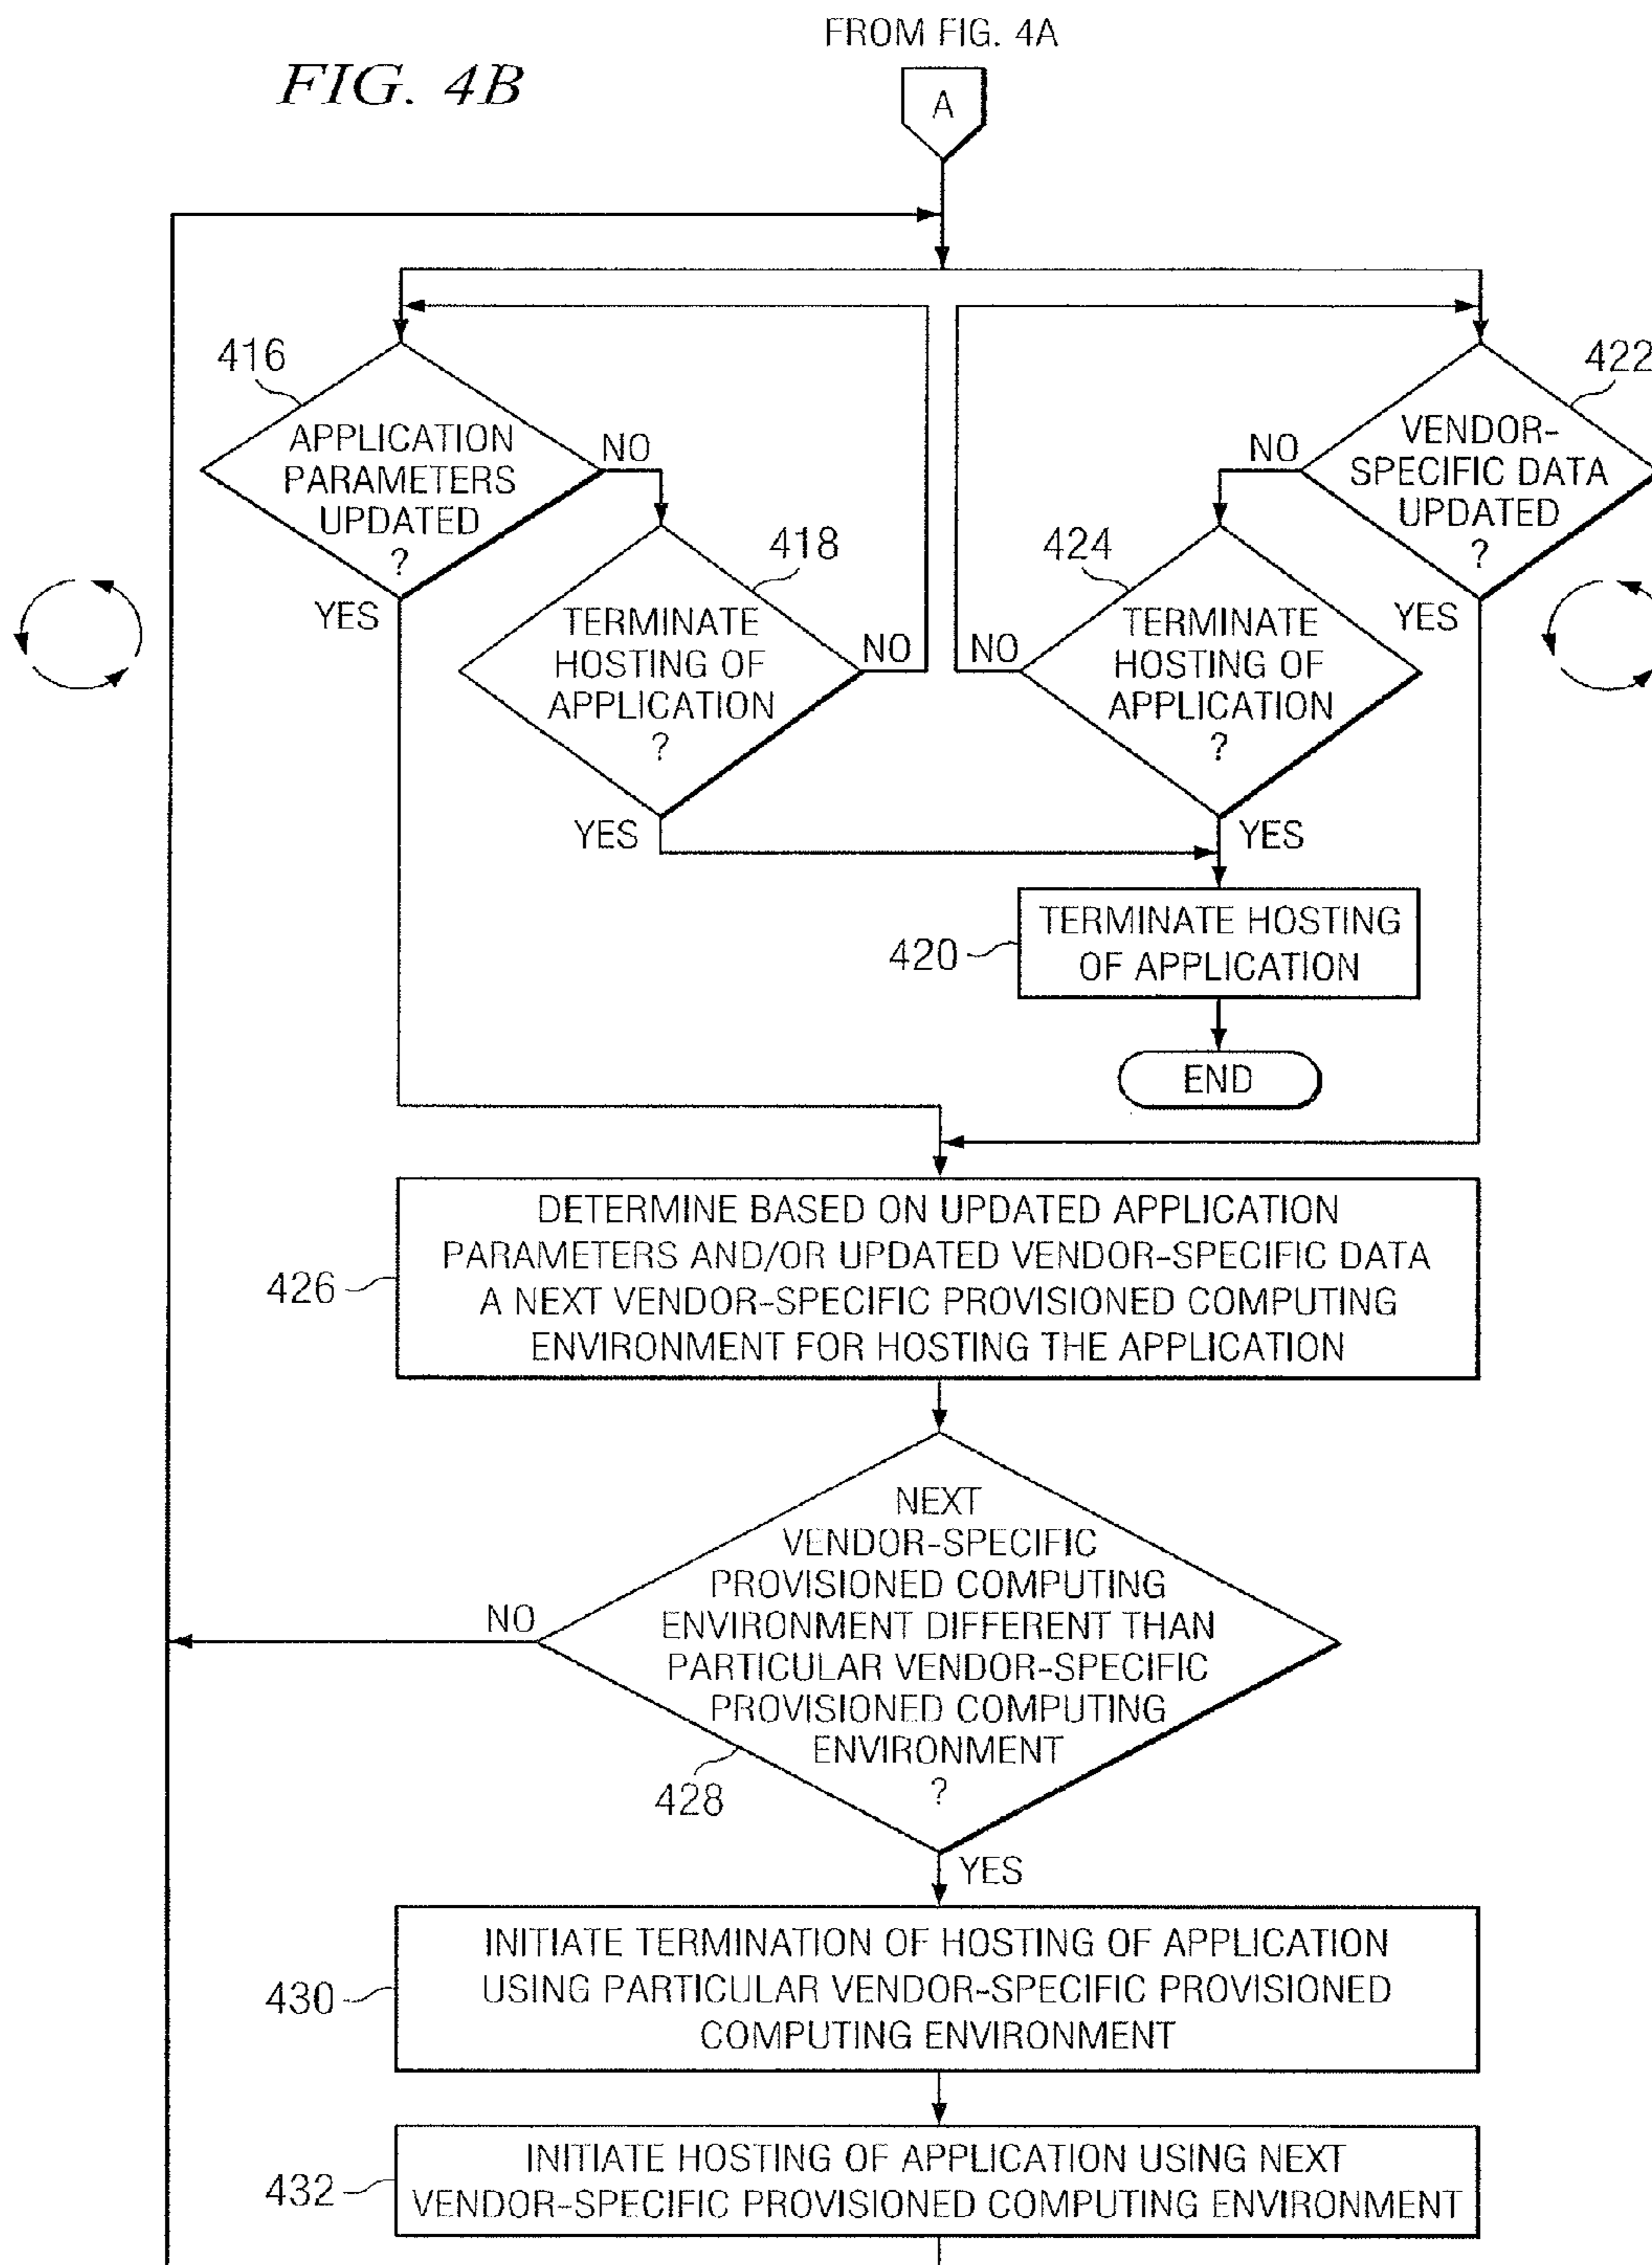 FROM FIG. 4A
FIG. 4B
A
416
APPLICATION
PARAMETERS
UPDATED
?
NO
YES
418
TERMINATE
HOSTING OF
APPLICATION
?
NO
YES
422
VENDOR-
SPECIFIC DATA
UPDATED
?
NO
YES
424
TERMINATE
HOSTING OF
APPLICATION
?
NO
YES
420
TERMINATE HOSTING
OF APPLICATION
END
426
DETERMINE BASED ON UPDATED APPLICATION
PARAMETERS AND/OR UPDATED VENDOR-SPECIFIC DATA
A NEXT VENDOR-SPECIFIC PROVISIONED COMPUTING
ENVIRONMENT FOR HOSTING THE APPLICATION
NEXT
VENDOR-SPECIFIC
PROVISIONED COMPUTING
ENVIRONMENT DIFFERENT THAN
PARTICULAR VENDOR-SPECIFIC
PROVISIONED COMPUTING
ENVIRONMENT
?
428
NO
YES
430
INITIATE TERMINATION OF HOSTING OF APPLICATION
USING PARTICULAR VENDOR-SPECIFIC PROVISIONED
COMPUTING ENVIRONMENT
432
INITIATE HOSTING OF APPLICATION USING NEXT
VENDOR-SPECIFIC PROVISIONED COMPUTING ENVIRONMENT